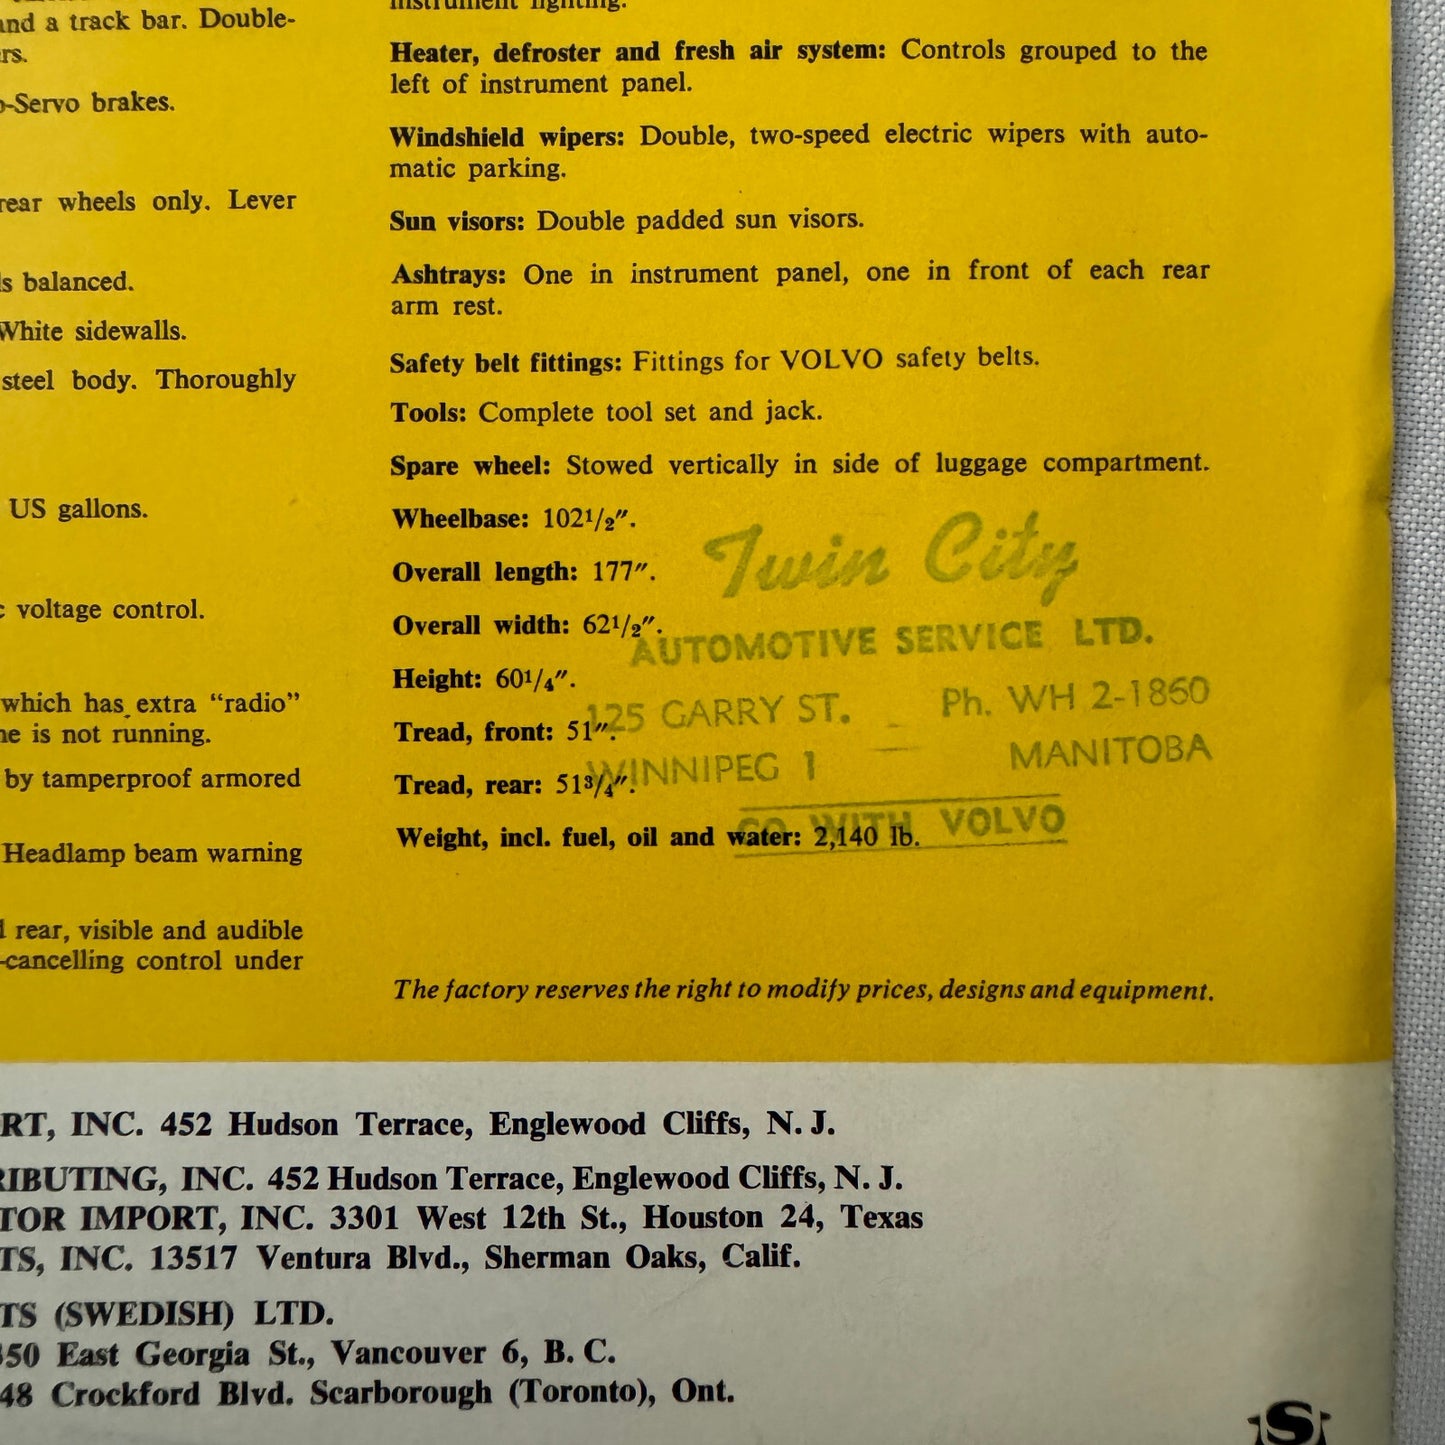 and a track bar. Double-
rs.
o-Servo brakes.
rear wheels only. Lever
s balanced.
White sidewalls.
steel body. Thoroughly
US gallons.
c voltage control.
which has extra “radio”
ne is not running.
by tamperproof armored
Headlamp beam warning
rear, visible and audible
-cancelling control under
instrument lighting.
Heater, defroster and fresh air system: Controls grouped to the
left of instrument panel.
Windshield wipers: Double, two-speed electric wipers with auto-
matic parking.
Sun visors: Double padded sun visors.
Ashtrays: One in instrument panel, one in front of each rear
arm rest.
Safety belt fittings: Fittings for VOLVO safety belts.
Tools: Complete tool set and jack.
Spare wheel: Stowed vertically in side of luggage compartment.
Wheelbase: 102¹/₂″.
Overall length: 177″.
Overall width: 62¹/₂″.
Height: 60¹/₄″.
Tread, front: 51″.
Tread, rear: 51³/₄″.
Weight, incl. fuel, oil and water: 2,140 lb.
Twin City
AUTOMOTIVE SERVICE LTD.
125 GARRY ST. - Ph. WH 2-1860
WINNIPEG 1 MANITOBA
GO WITH VOLVO
The factory reserves the right to modify prices, designs and equipment.
RT, INC. 452 Hudson Terrace, Englewood Cliffs, N. J.
RIBUTING, INC. 452 Hudson Terrace, Englewood Cliffs, N. J.
TOR IMPORT, INC. 3301 West 12th St., Houston 24, Texas
TS, INC. 13517 Ventura Blvd., Sherman Oaks, Calif.
TS (SWEDISH) LTD.
350 East Georgia St., Vancouver 6, B. C.
48 Crockford Blvd. Scarborough (Toronto), Ont.
S